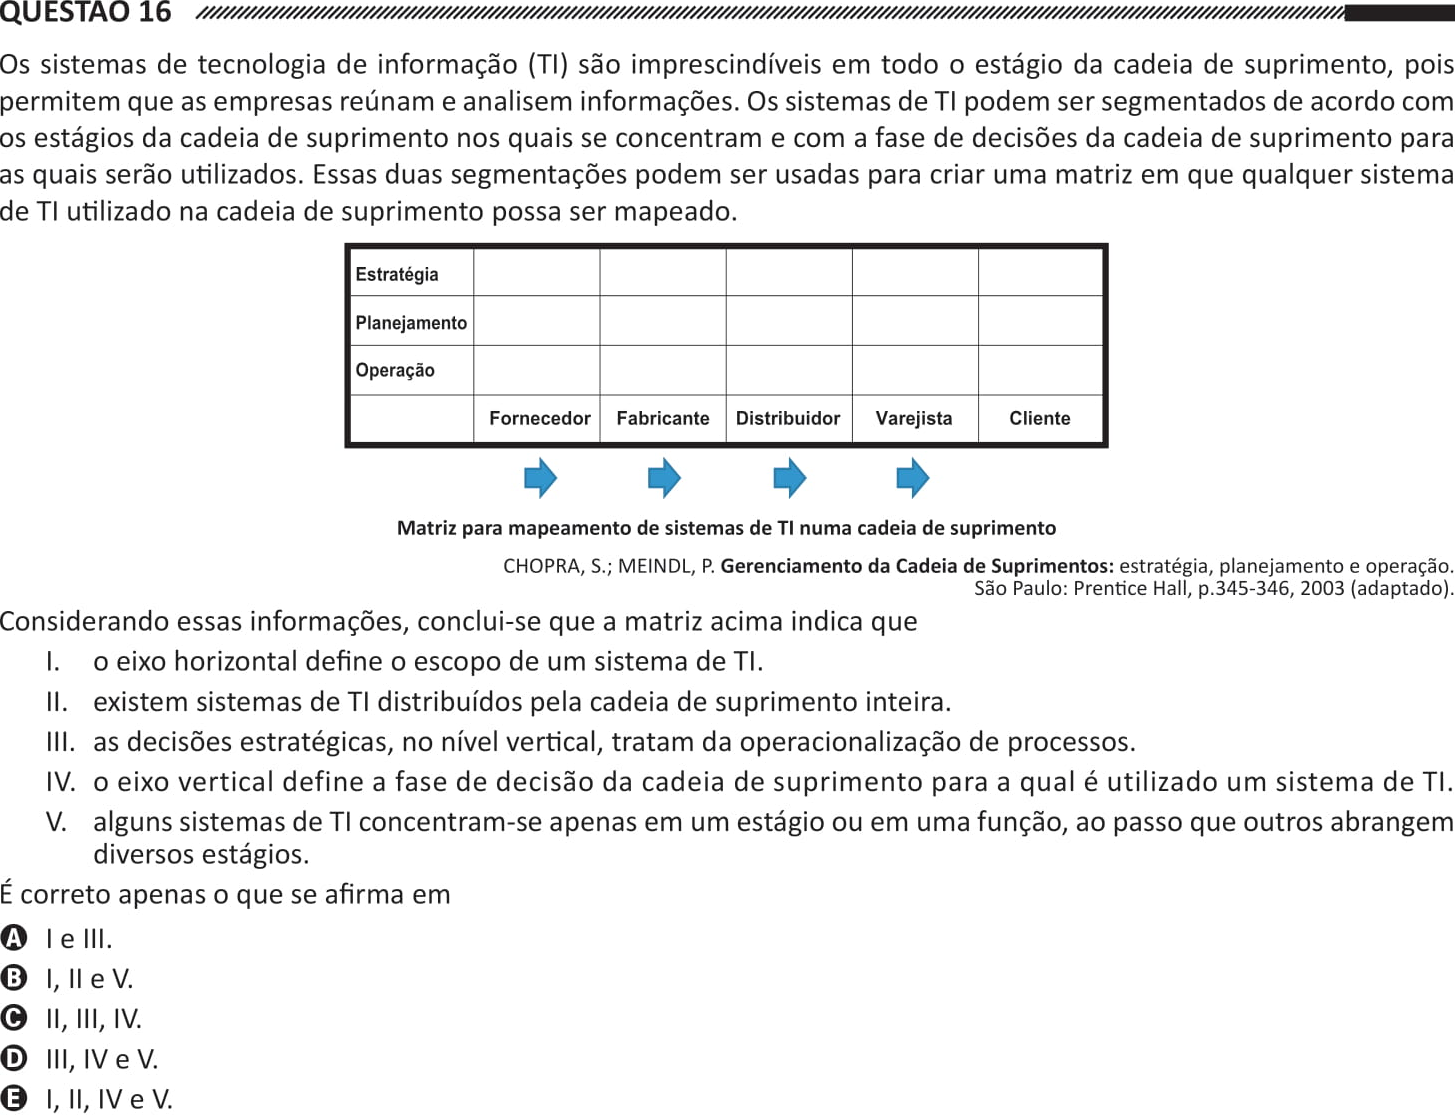 QUESTÃO 16
Os sistemas de tecnologia de informação (TI) são imprescindíveis em todo o estágio da cadeia de suprimento, pois
permitem que as empresas reúnam e analisem informações. Os sistemas de TI podem ser segmentados de acordo com
os estágios da cadeia de suprimento nos quais se concentram e com a fase de decisões da cadeia de suprimento para
as quais serão utilizados. Essas duas segmentações podem ser usadas para criar uma matriz em que qualquer sistema
de TI utilizado na cadeia de suprimento possa ser mapeado.
Estratégia
Planejamento
Operação
Fornecedor Fabricante Distribuidor Varejista Cliente
Matriz para mapeamento de sistemas de TI numa cadeia de suprimento
CHOPRA, S.; MEINDL, P. Gerenciamento da Cadeia de Suprimentos: estratégia, planejamento e operação.
São Paulo: Prentice Hall, p.345-346, 2003 (adaptado).
Considerando essas informações, conclui-se que a matriz acima indica que
I. o eixo horizontal define o escopo de um sistema de TI.
II. existem sistemas de TI distribuídos pela cadeia de suprimento inteira.
III. as decisões estratégicas, no nível vertical, tratam da operacionalização de processos.
IV. o eixo vertical define a fase de decisão da cadeia de suprimento para a qual é utilizado um sistema de TI.
V. alguns sistemas de TI concentram-se apenas em um estágio ou em uma função, ao passo que outros abrangem
diversos estágios.
É correto apenas o que se afirma em
A I e III.
B I, II e V.
C II, III, IV.
D III, IV e V.
E I, II, IV e V.